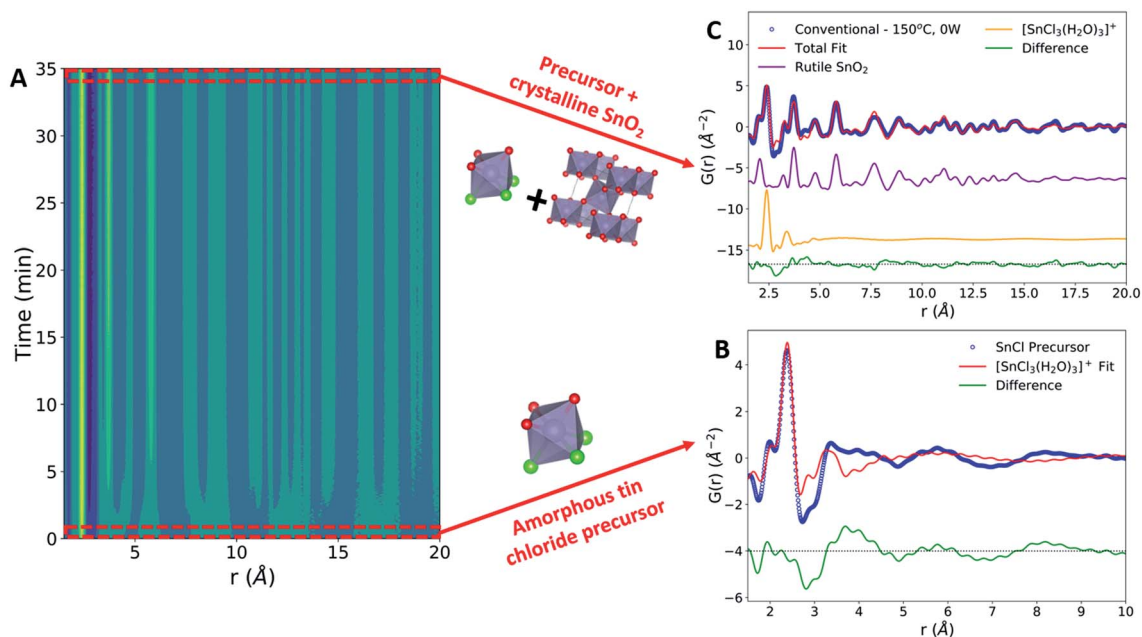 A
35
30
25
20
15
10
5
0
Time (min)
5
10
15
20
r (Å)
Precursor +
crystalline SnO₂
+
Amorphous tin
chloride precursor
C
Conventional - 150°C, 0W
Total Fit
Rutile SnO₂
[SnCl₃(H₂O)₃]⁺
Difference
10
5
0
−5
−10
−15
G(r) (Å⁻²)
2.5
5.0
7.5
10.0
12.5
15.0
17.5
20.0
r (Å)
B
SnCl Precursor
[SnCl₃(H₂O)₃]⁺ Fit
Difference
4
2
0
−2
−4
−6
G(r) (Å⁻²)
2
3
4
5
6
7
8
9
10
r (Å)